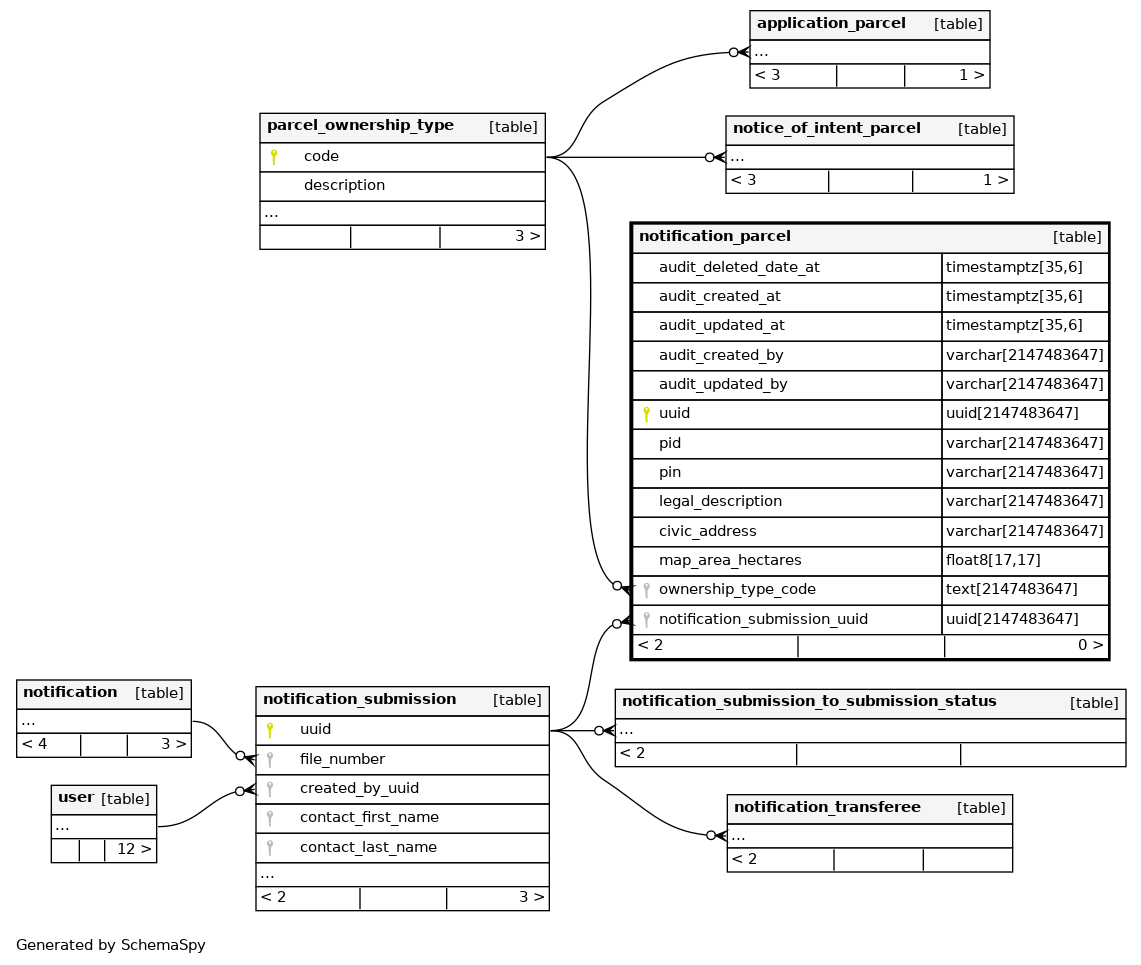 application_parcel [table]
...
< 3 1 >
parcel_ownership_type [table]
code
description
...
3 >
notice_of_intent_parcel [table]
...
< 3 1 >
notification_parcel [table]
audit_deleted_date_at timestamptz[35,6]
audit_created_at timestamptz[35,6]
audit_updated_at timestamptz[35,6]
audit_created_by varchar[2147483647]
audit_updated_by varchar[2147483647]
uuid uuid[2147483647]
pid varchar[2147483647]
pin varchar[2147483647]
legal_description varchar[2147483647]
civic_address varchar[2147483647]
map_area_hectares float8[17,17]
ownership_type_code text[2147483647]
notification_submission_uuid uuid[2147483647]
< 2 0 >
notification [table]
...
< 4 3 >
user [table]
...
12 >
notification_submission [table]
uuid
file_number
created_by_uuid
contact_first_name
contact_last_name
...
< 2 3 >
notification_submission_to_submission_status [table]
...
< 2
notification_transferee [table]
...
< 2
Generated by SchemaSpy